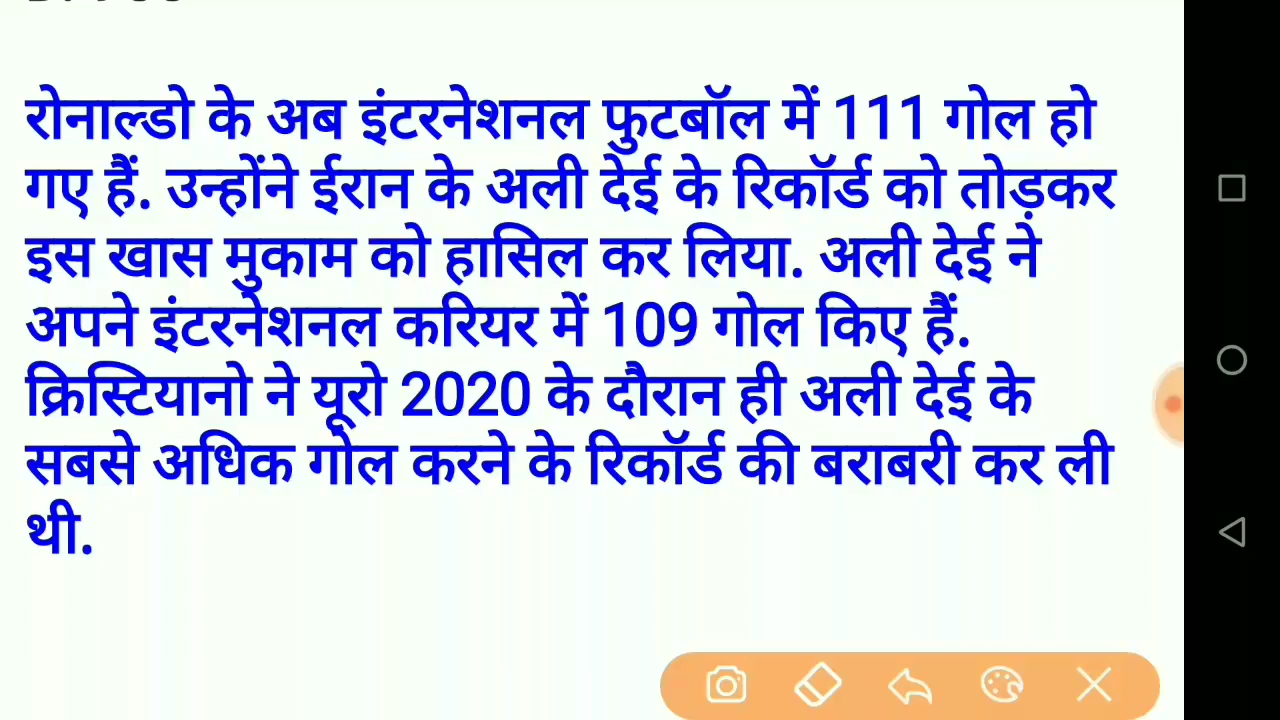 रोनाल्डो के अब इंटरनेशनल फुटबॉल में 111 गोल हो
गए हैं. उन्होंने ईरान के अली देई के रिकॉर्ड को तोड़कर
इस खास मुकाम को हासिल कर लिया. अली देई ने
अपने इंटरनेशनल करियर में 109 गोल किए हैं.
क्रिस्टियानो ने यूरो 2020 के दौरान ही अली देई के
सबसे अधिक गोल करने के रिकॉर्ड की बराबरी कर ली
थी.